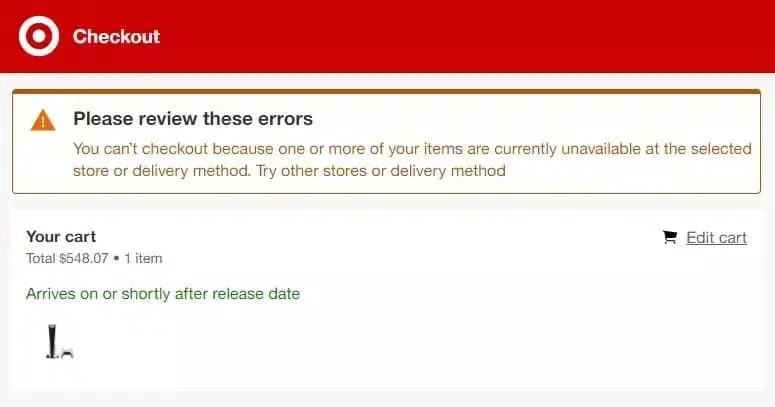 Checkout
Please review these errors
You can't checkout because one or more of your items are currently unavailable at the selected
store or delivery method. Try other stores or delivery method
Your cart
Edit cart
Total $548.07 • 1 item
Arrives on or shortly after release date